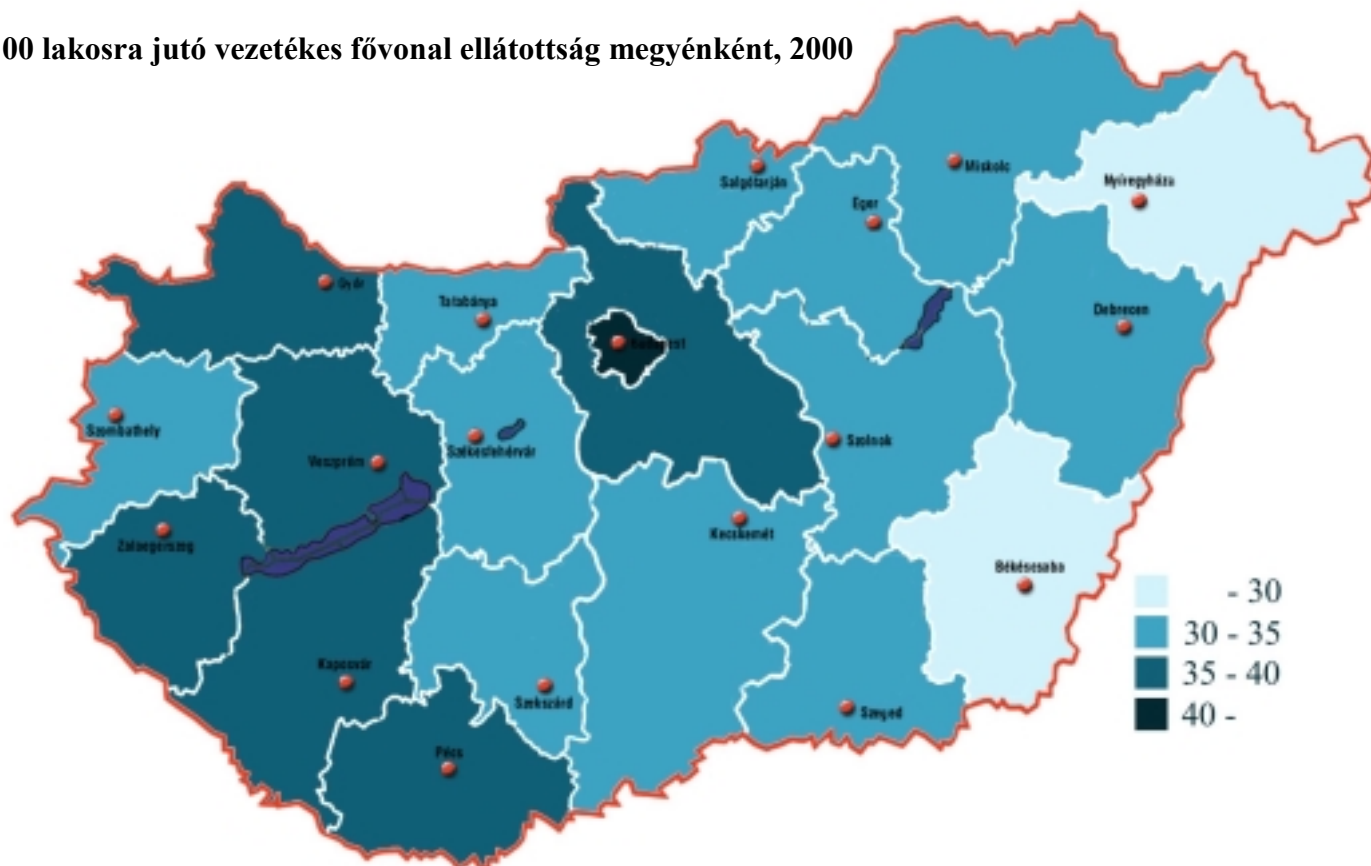 00 lakosra jutó vezetékes fővonal ellátottság megyénként, 2000
Miskolc
Salgótarján
Nyíregyháza
Eger
Győr
Tatabánya
Debrecen
Budapest
Szombathely
Szolnok
Székesfehérvár
Veszprém
Kecskemét
Zalaegerszeg
Békéscsaba
- 30
30 - 35
Kaposvár
35 - 40
Szekszárd
Szeged
40 -
Pécs